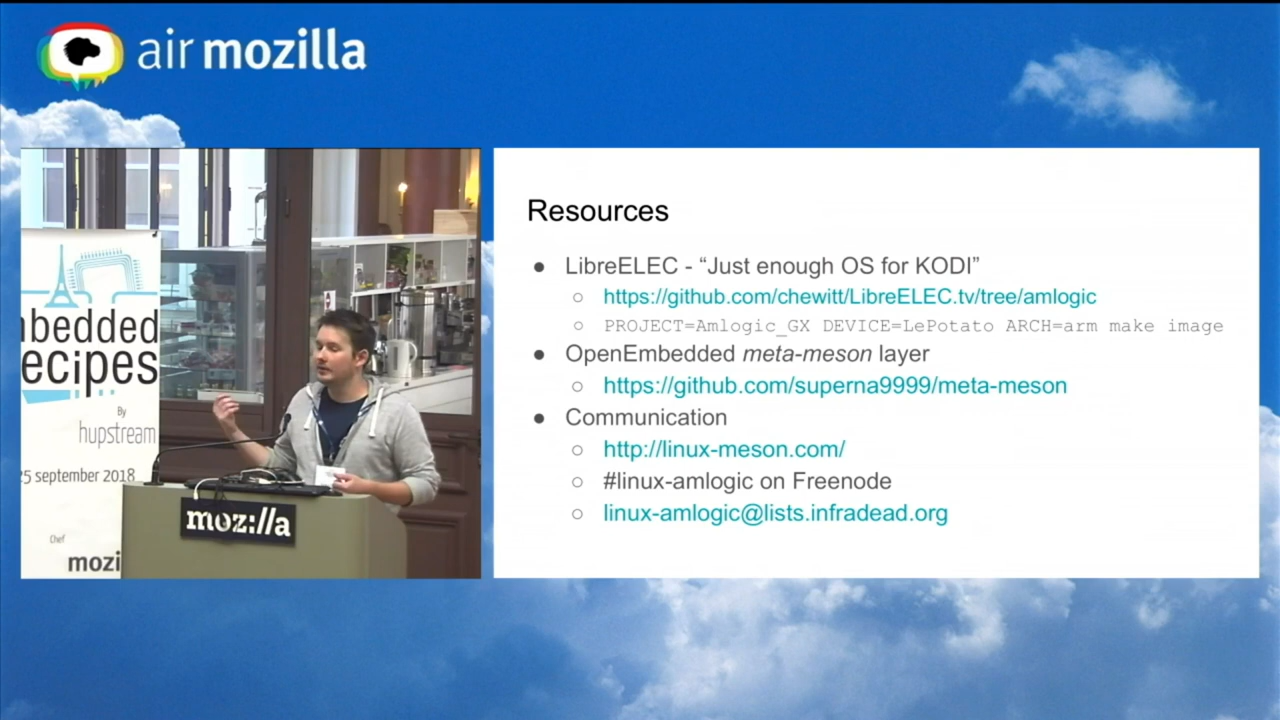 air mozilla
Resources
● LibreELEC - “Just enough OS for KODI”
○ https://github.com/chewitt/LibreELEC.tv/tree/amlogic
○ PROJECT=Amlogic_GX DEVICE=LePotato ARCH=arm make image
● OpenEmbedded meta-meson layer
○ https://github.com/superna9999/meta-meson
● Communication
○ http://linux-meson.com/
○ #linux-amlogic on Freenode
○ linux-amlogic@lists.infradead.org
bedded
ecipes
By
hupstream
25 september 2018
Chef
mozi
moz://a